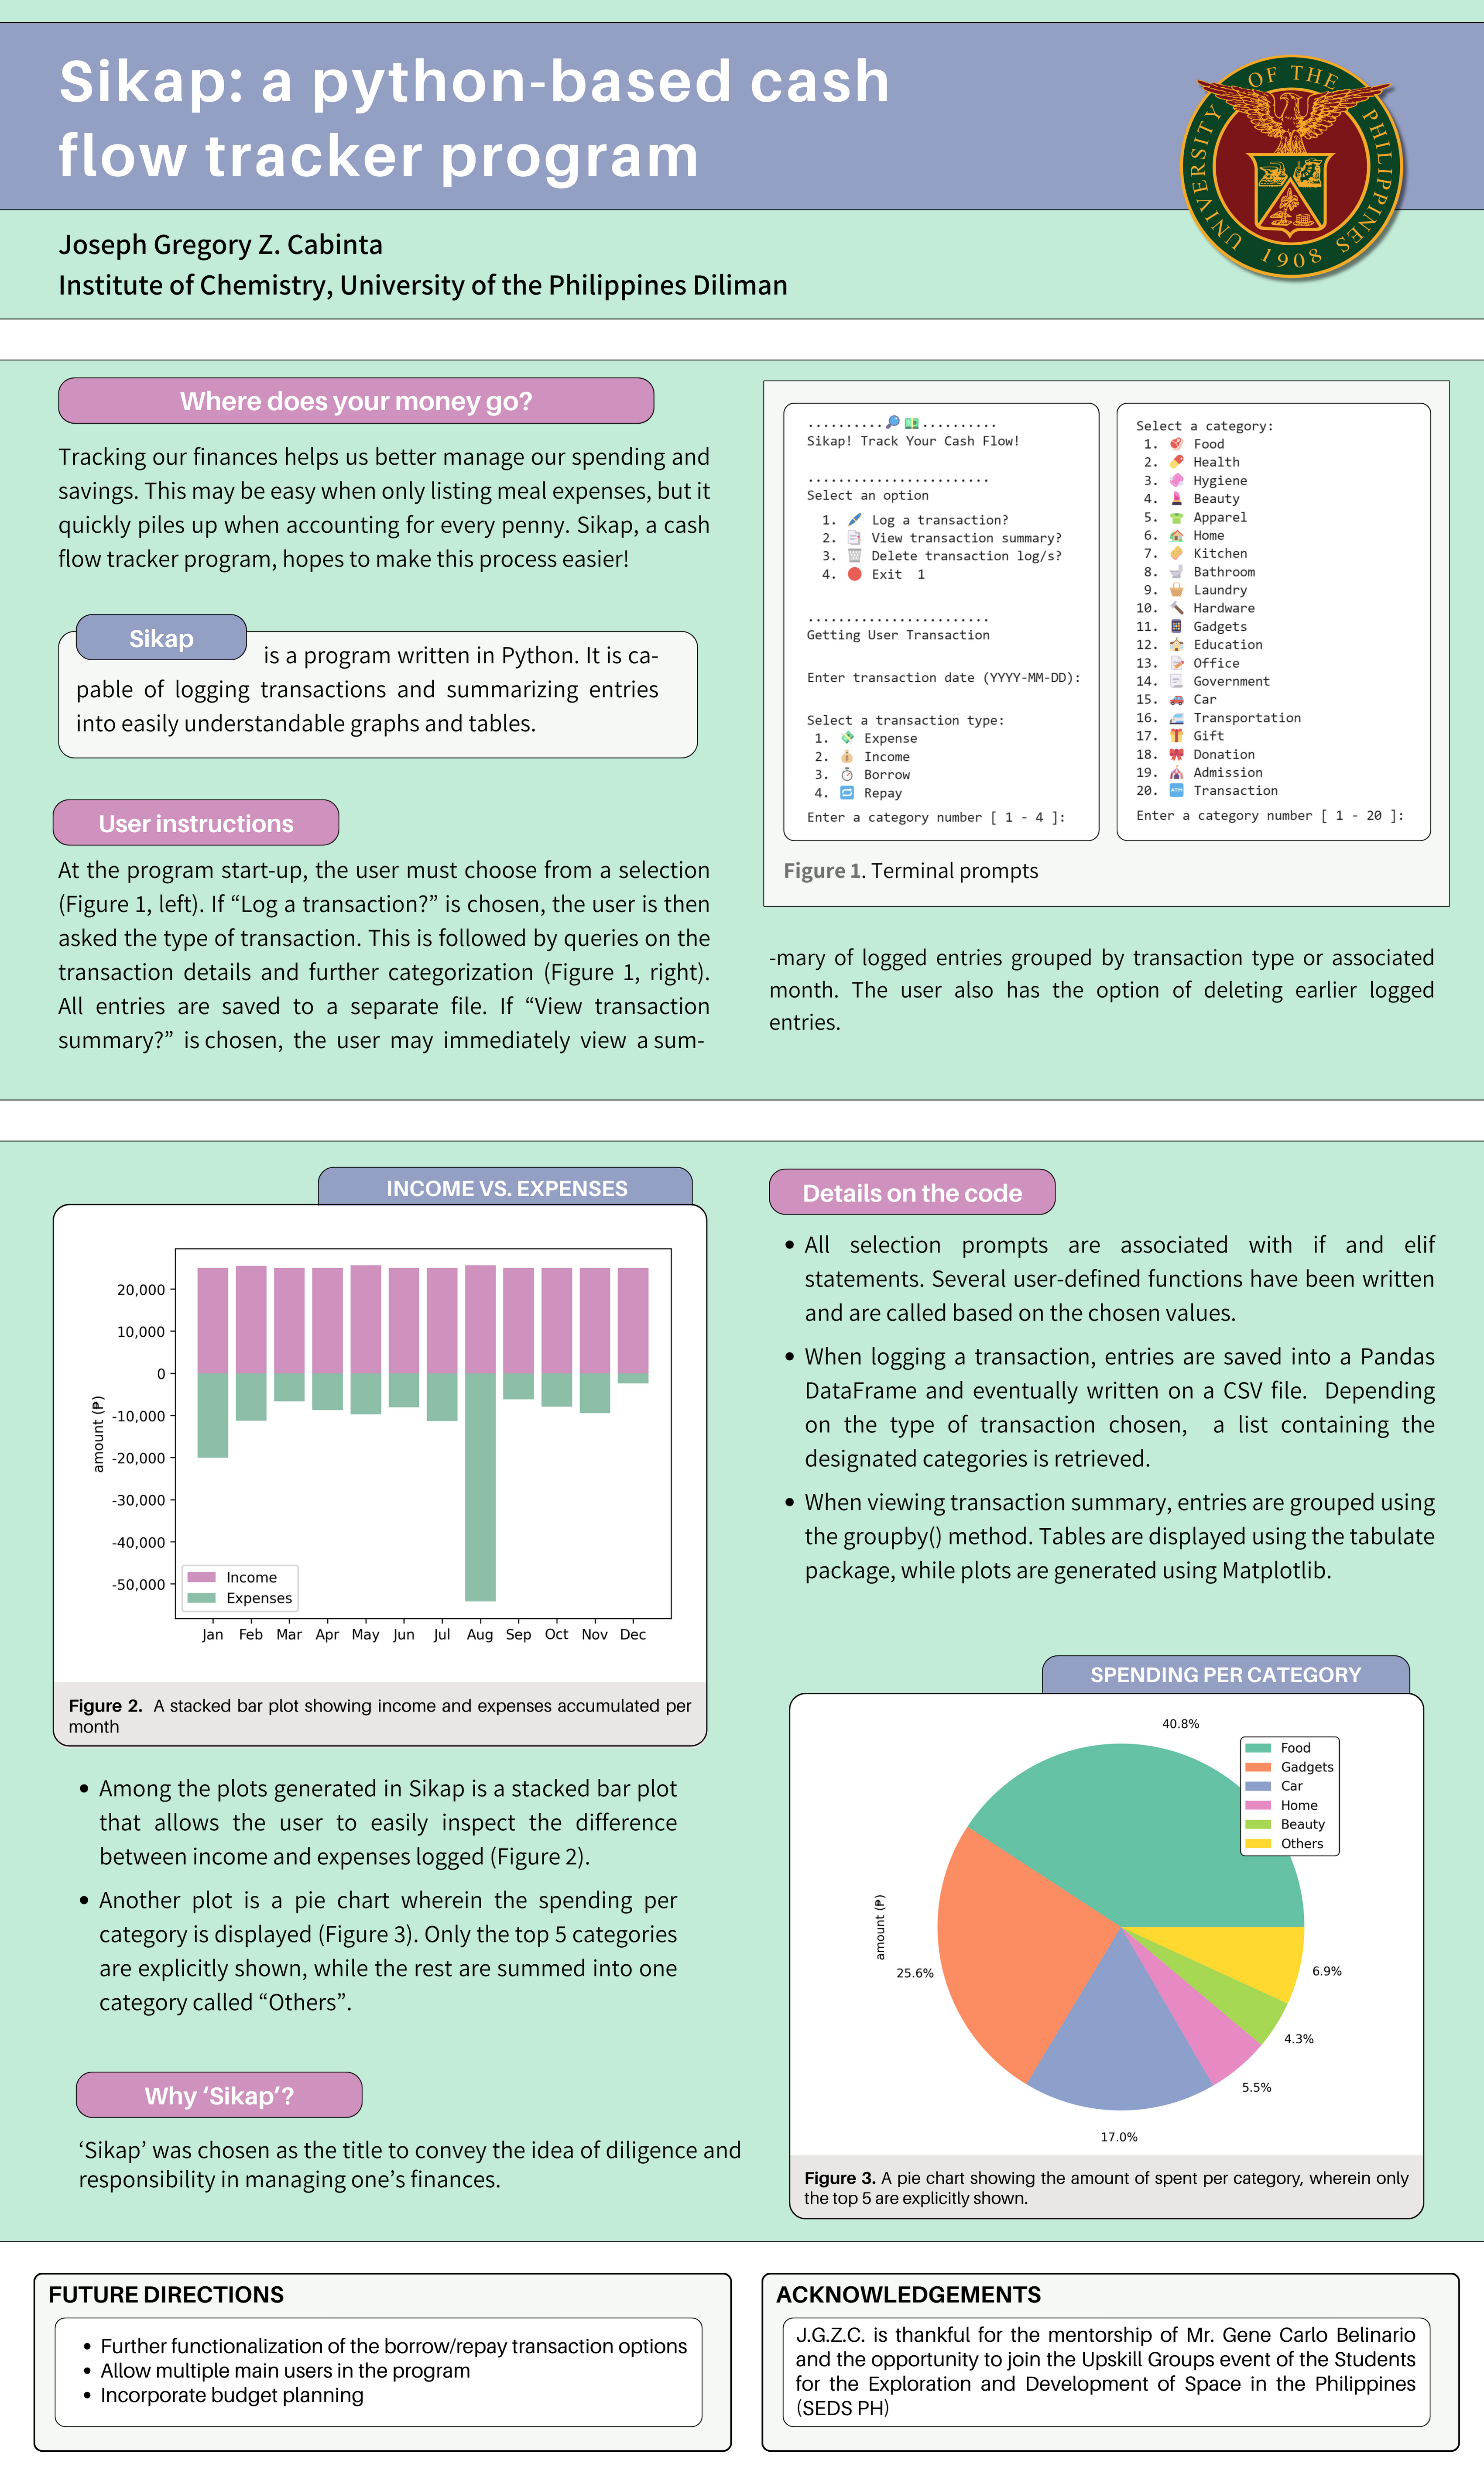 Sikap: a python-based cash
flow tracker program
UNIVERSITY OF THE PHILIPPINES
1908
Joseph Gregory Z. Cabinta
Institute of Chemistry, University of the Philippines Diliman
Where does your money go?
Tracking our finances helps us better manage our spending and
savings. This may be easy when only listing meal expenses, but it
quickly piles up when accounting for every penny. Sikap, a cash
flow tracker program, hopes to make this process easier!
Sikap
is a program written in Python. It is ca-
pable of logging transactions and summarizing entries
into easily understandable graphs and tables.
User instructions
At the program start-up, the user must choose from a selection
(Figure 1, left). If “Log a transaction?” is chosen, the user is then
asked the type of transaction. This is followed by queries on the
transaction details and further categorization (Figure 1, right).
All entries are saved to a separate file. If “View transaction
summary?” is chosen, the user may immediately view a sum-
..........🔎💵..........
Sikap! Track Your Cash Flow!
........................
Select an option
1. Log a transaction?
2. View transaction summary?
3. Delete transaction log/s?
4. Exit 1
........................
Getting User Transaction
Enter transaction date (YYYY-MM-DD):
Select a transaction type:
1. Expense
2. Income
3. Borrow
4. Repay
Enter a category number [ 1 - 4 ]:
Select a category:
1. Food
2. Health
3. Hygiene
4. Beauty
5. Apparel
6. Home
7. Kitchen
8. Bathroom
9. Laundry
10. Hardware
11. Gadgets
12. Education
13. Office
14. Government
15. Car
16. Transportation
17. Gift
18. Donation
19. Admission
20. ATM Transaction
Enter a category number [ 1 - 20 ]:
Figure 1. Terminal prompts
-mary of logged entries grouped by transaction type or associated
month. The user also has the option of deleting earlier logged
entries.
INCOME VS. EXPENSES
20,000
10,000
0
-10,000
-20,000
-30,000
-40,000
-50,000
amount (₱)
Income
Expenses
Jan Feb Mar Apr May Jun Jul Aug Sep Oct Nov Dec
Figure 2. A stacked bar plot showing income and expenses accumulated per
month
• Among the plots generated in Sikap is a stacked bar plot
that allows the user to easily inspect the difference
between income and expenses logged (Figure 2).
• Another plot is a pie chart wherein the spending per
category is displayed (Figure 3). Only the top 5 categories
are explicitly shown, while the rest are summed into one
category called “Others”.
Why ‘Sikap’?
‘Sikap’ was chosen as the title to convey the idea of diligence and
responsibility in managing one’s finances.
Details on the code
• All selection prompts are associated with if and elif
statements. Several user-defined functions have been written
and are called based on the chosen values.
• When logging a transaction, entries are saved into a Pandas
DataFrame and eventually written on a CSV file. Depending
on the type of transaction chosen, a list containing the
designated categories is retrieved.
• When viewing transaction summary, entries are grouped using
the groupby() method. Tables are displayed using the tabulate
package, while plots are generated using Matplotlib.
SPENDING PER CATEGORY
40.8%
Food
Gadgets
Car
Home
Beauty
Others
amount (₱)
25.6%
6.9%
4.3%
5.5%
17.0%
Figure 3. A pie chart showing the amount of spent per category, wherein only
the top 5 are explicitly shown.
FUTURE DIRECTIONS
• Further functionalization of the borrow/repay transaction options
• Allow multiple main users in the program
• Incorporate budget planning
ACKNOWLEDGEMENTS
J.G.Z.C. is thankful for the mentorship of Mr. Gene Carlo Belinario
and the opportunity to join the Upskill Groups event of the Students
for the Exploration and Development of Space in the Philippines
(SEDS PH)